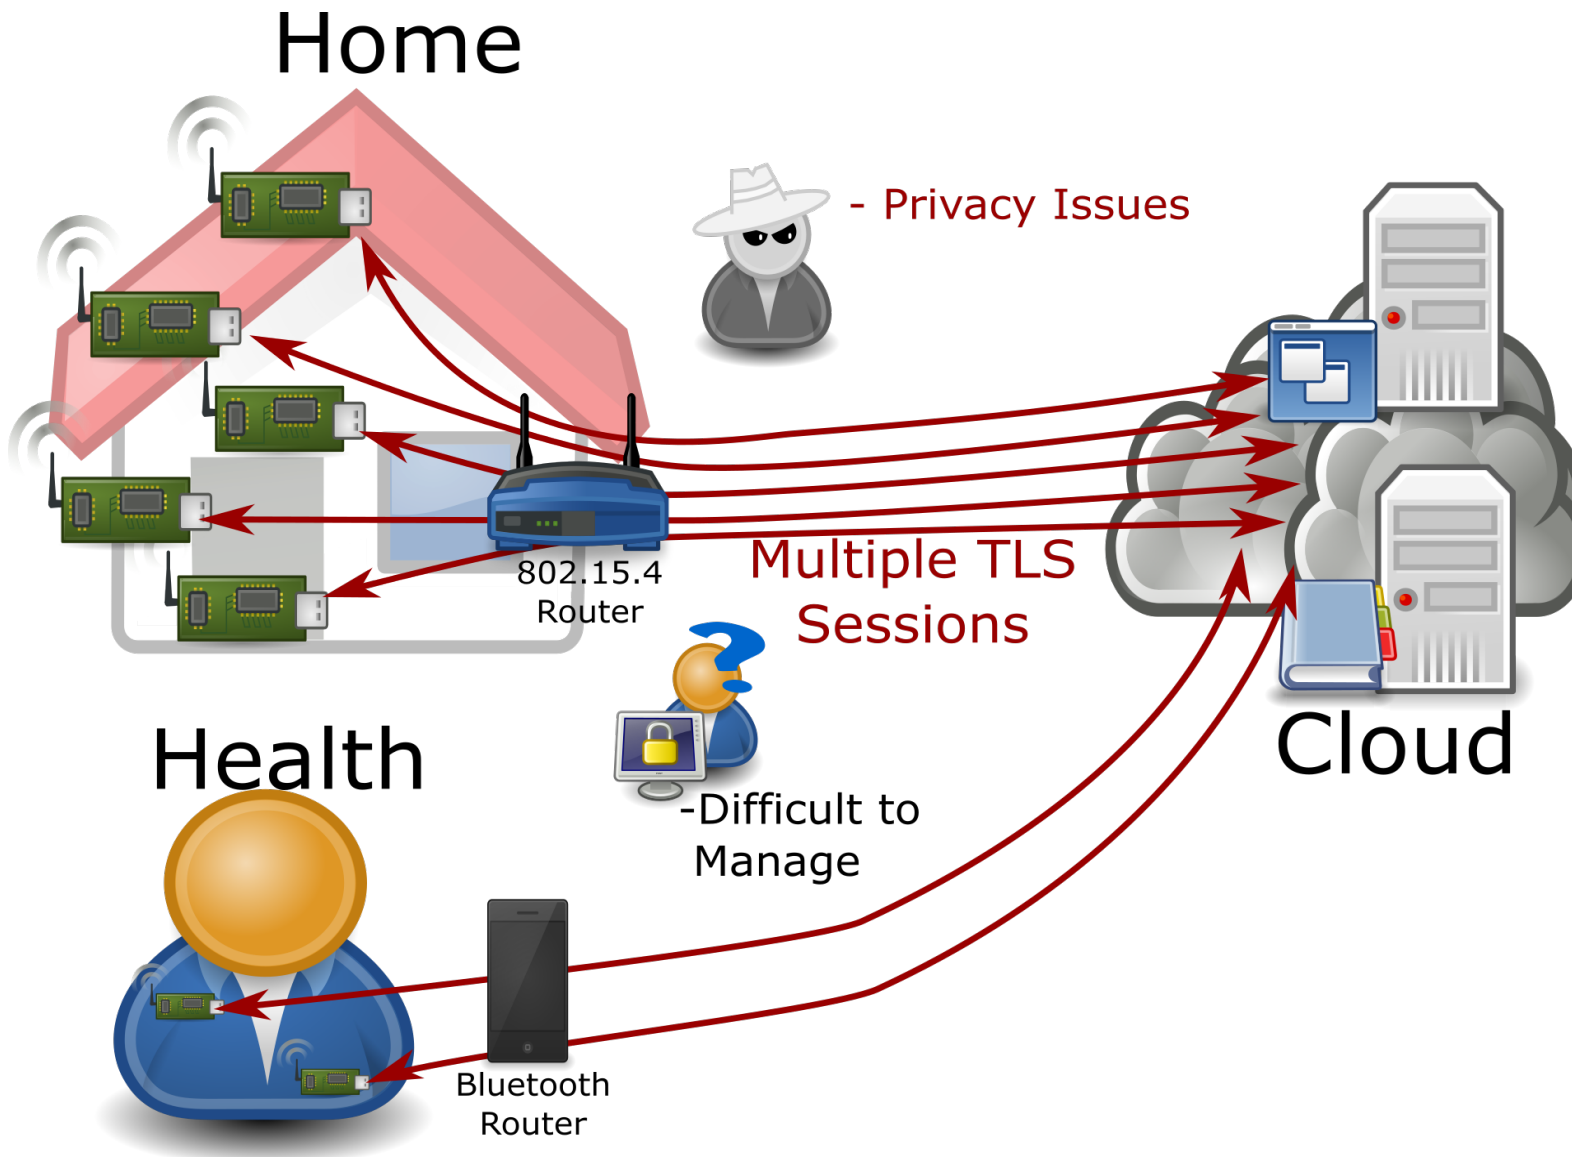 Home
- Privacy Issues
802.15.4
Router
Multiple TLS
Sessions
Health
-Difficult to
Manage
Cloud
Bluetooth
Router